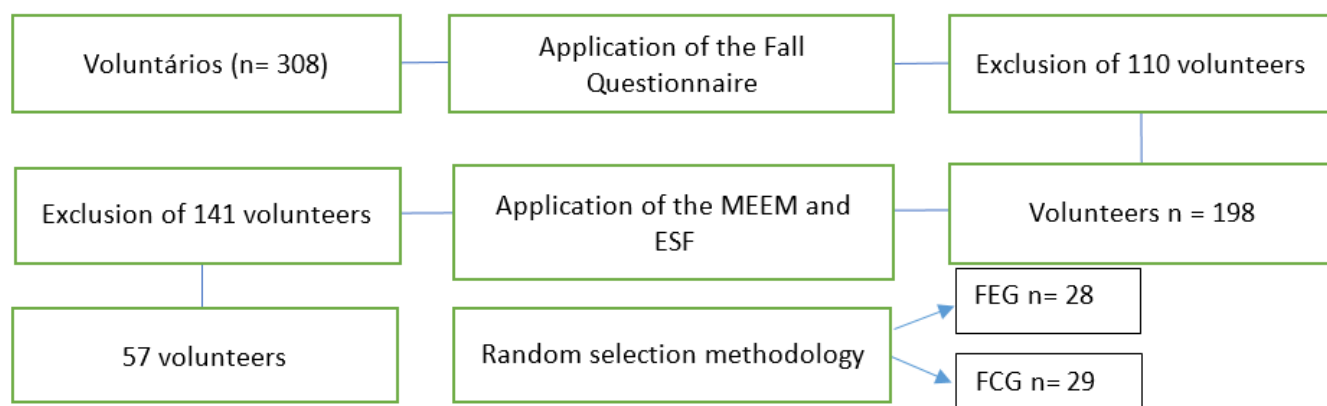 Voluntários (n= 308)
Application of the Fall
Questionnaire
Exclusion of 110 volunteers
Exclusion of 141 volunteers
Application of the MEEM and
ESF
Volunteers n = 198
57 volunteers
Random selection methodology
FEG n= 28
FCG n= 29